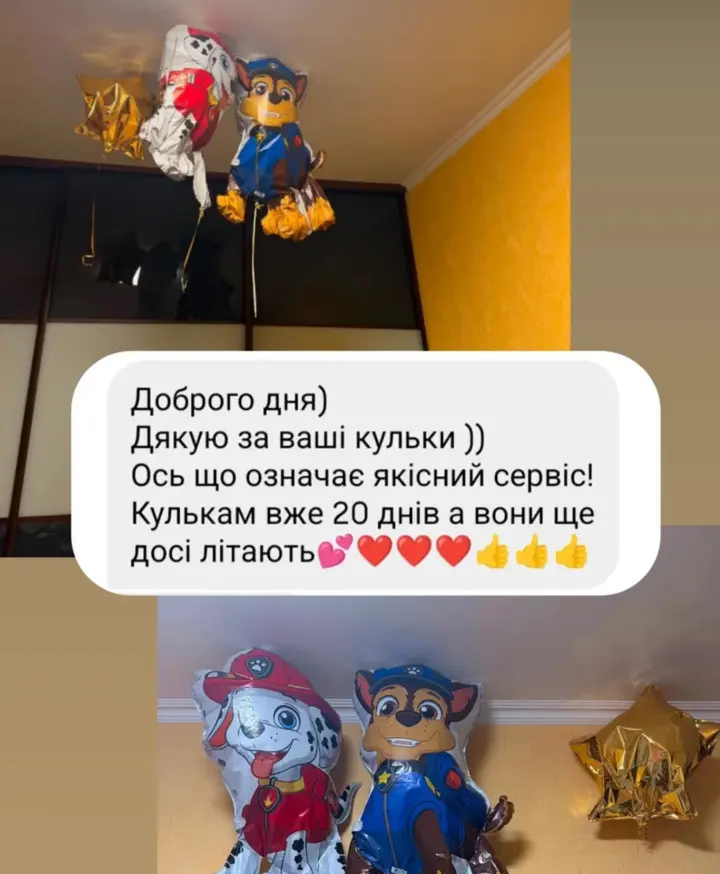 Доброго дня)
Дякую за ваші кульки ))
Ось що означає якісний сервіс!
Кулькам вже 20 днів а вони ще
досі літають💕❤️❤️❤️👍👍👍